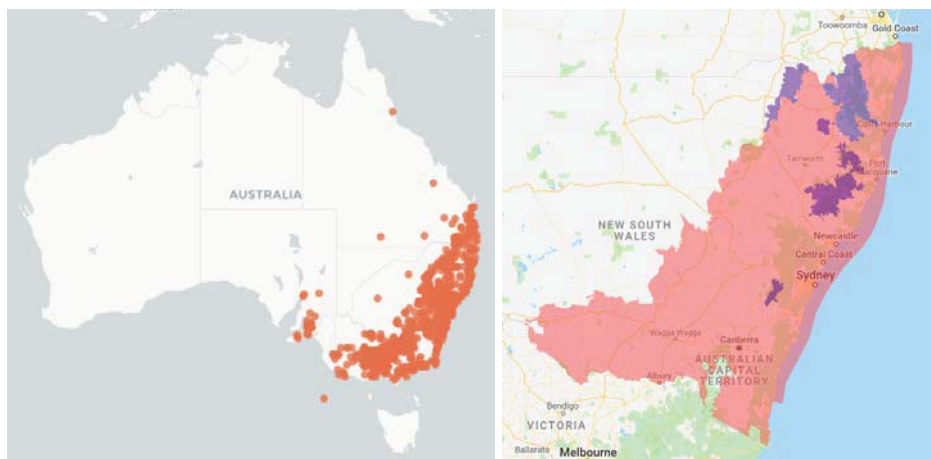 AUSTRALIA
Toowoomba
Gold Coast
Coffs Harbour
Tamworth
Port
Macquarie
NEW SOUTH
WALES
Newcastle
Central Coast
Sydney
Wagga Wagga
Canberra
AUSTRALIAN
CAPITAL
TERRITORY
Albury
Bendigo
VICTORIA
Ballarat
Melbourne